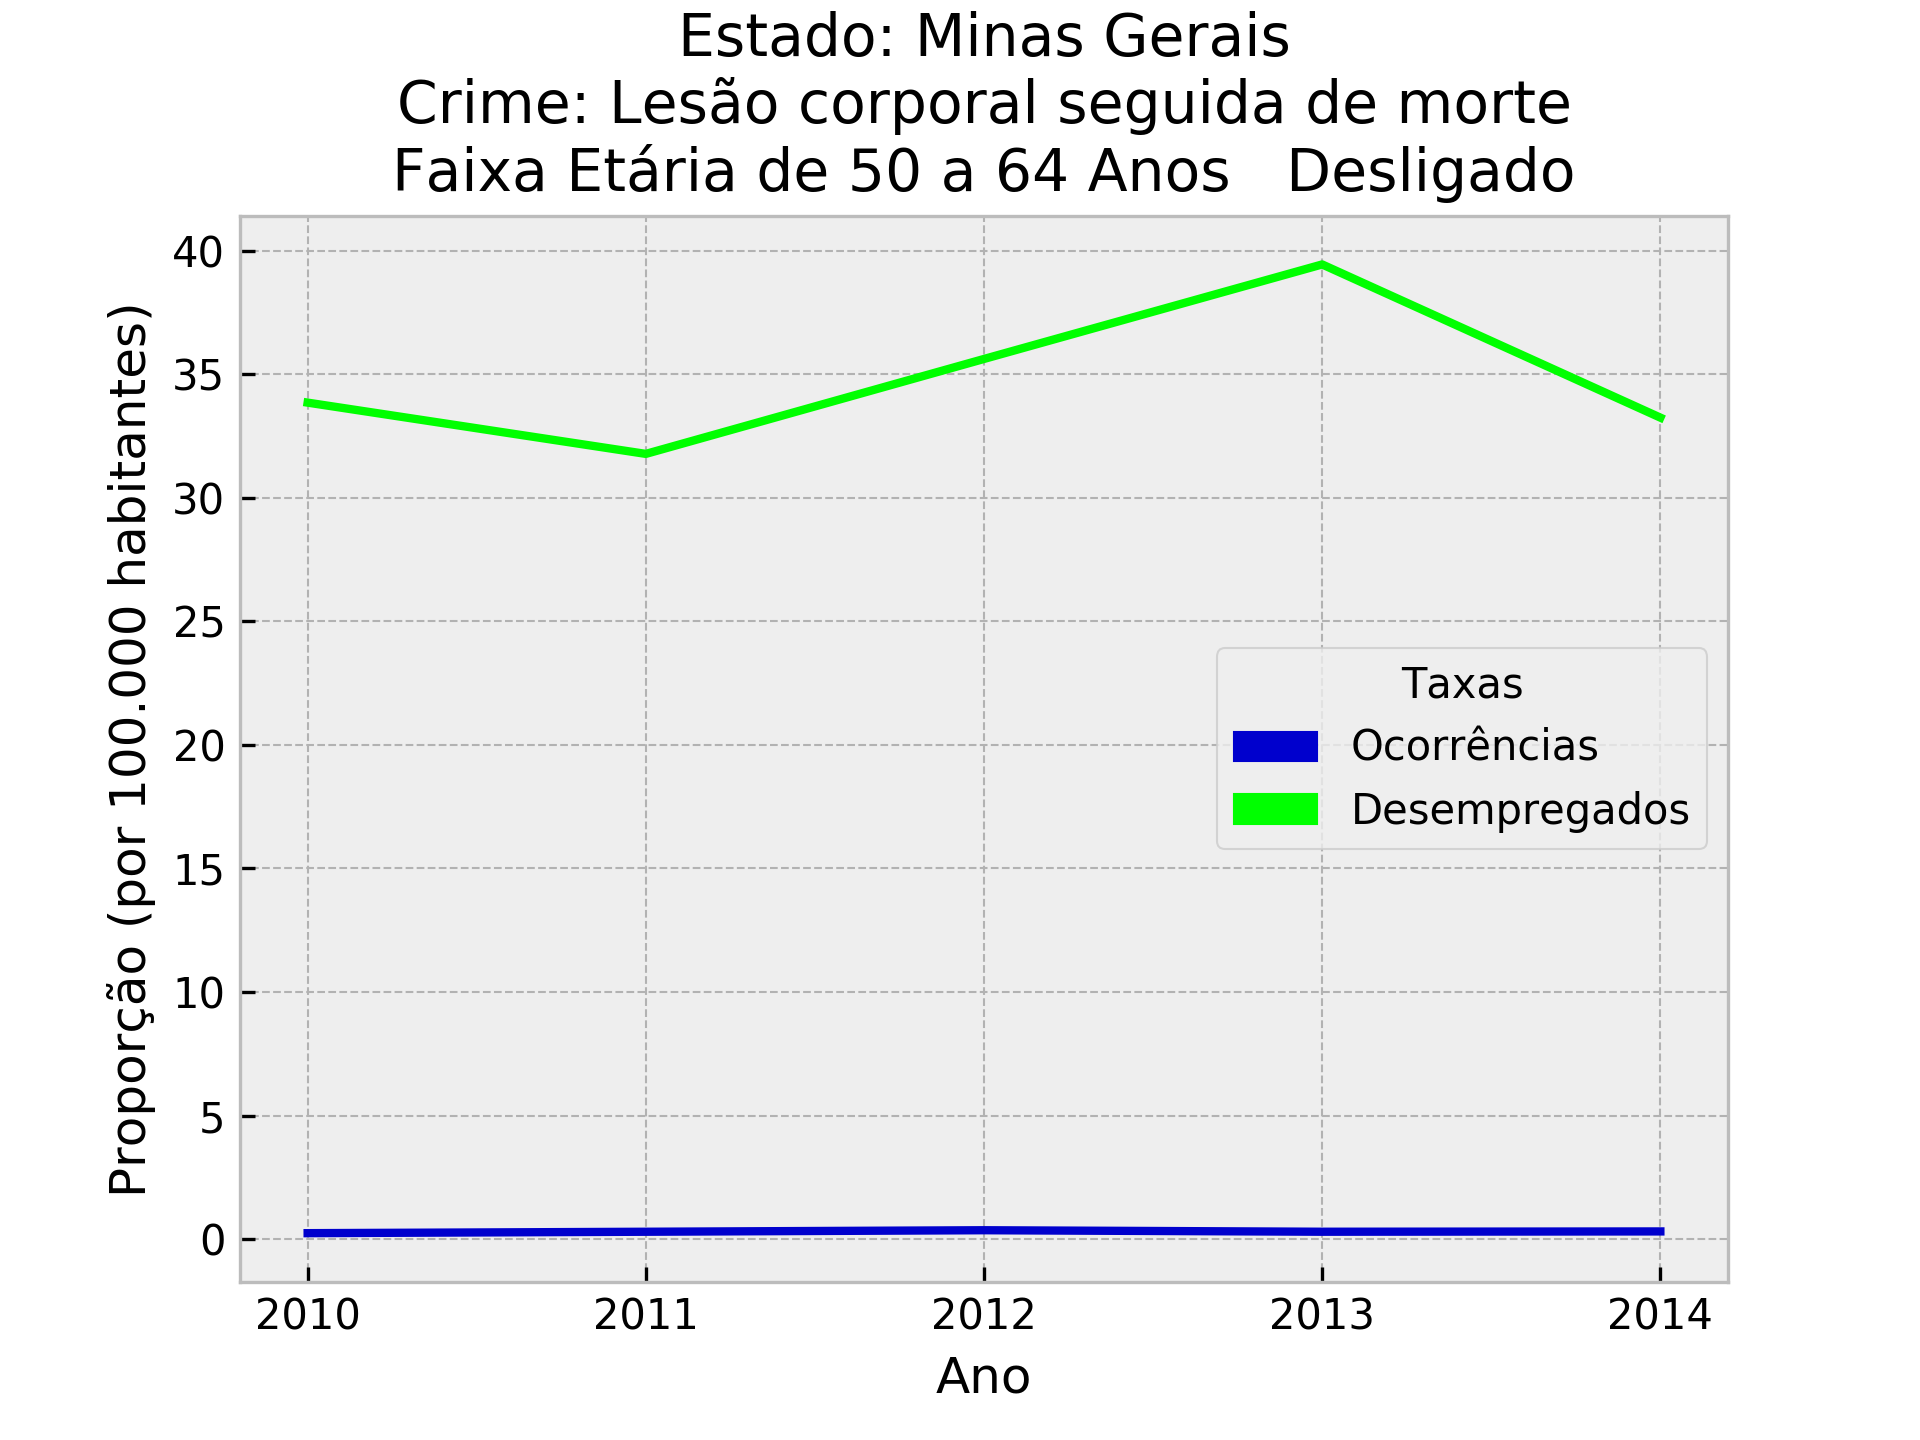 Estado: Minas Gerais
Crime: Lesão corporal seguida de morte
Faixa Etária de 50 a 64 Anos   Desligado
Proporção (por 100.000 habitantes)
40
35
30
25
20
15
10
5
0
Taxas
Ocorrências
Desempregados
2010 2011 2012 2013 2014
Ano